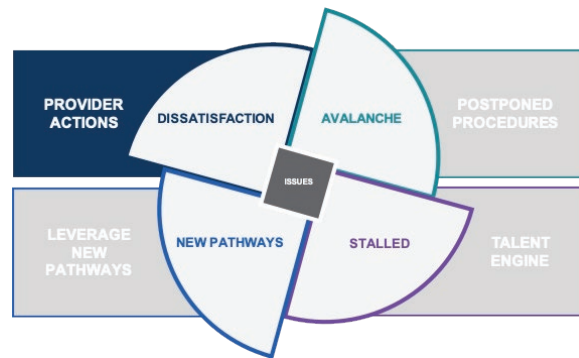 PROVIDER
ACTIONS
DISSATISFACTION
AVALANCHE
POSTPONED
PROCEDURES
ISSUES
LEVERAGE
NEW
PATHWAYS
NEW PATHWAYS
STALLED
TALENT
ENGINE